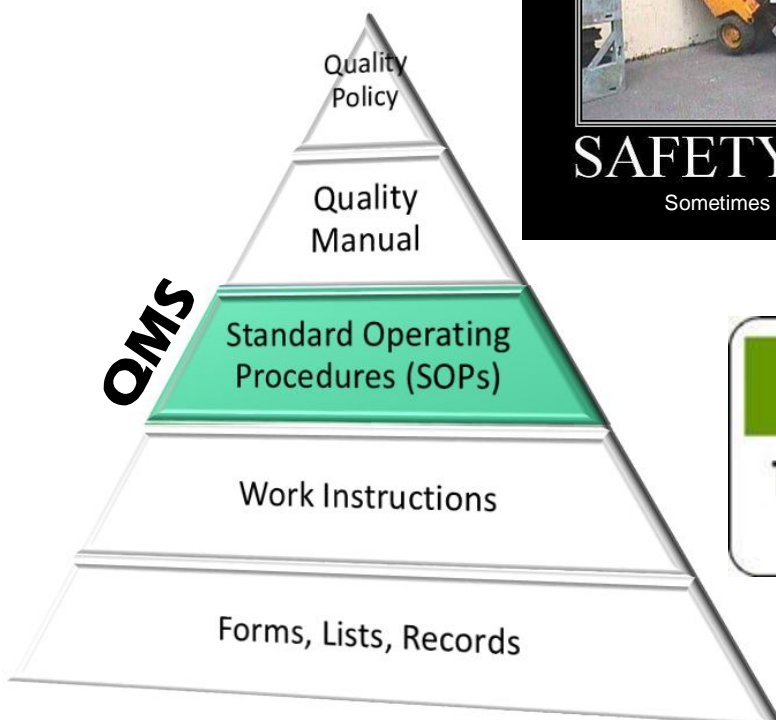 Quality
Policy
Quality
Manual
QMS
Standard Operating
Procedures (SOPs)
Work Instructions
Forms, Lists, Records
SAFETY
Sometimes